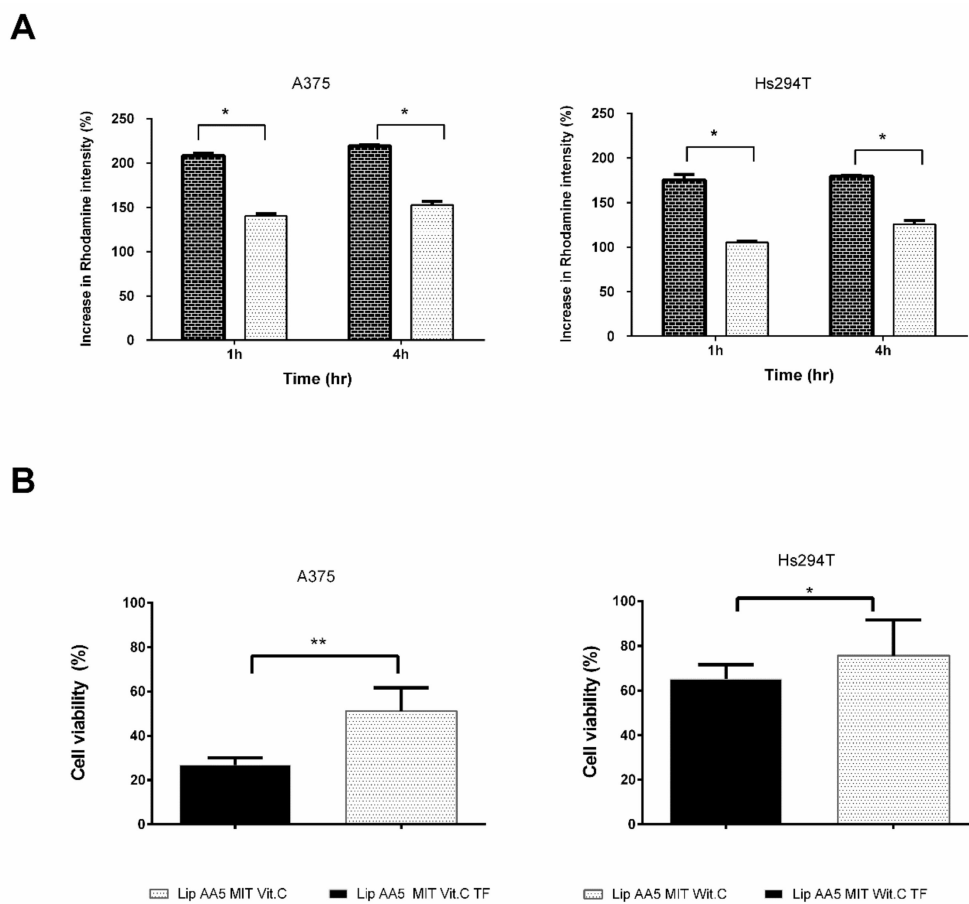 A
A375
Increase in Rhodamine intensity (%)
250
200
150
100
50
0
*
*
1h
4h
Time (hr)
Hs294T
Increase in Rhodamine intensity (%)
250
200
150
100
50
0
*
*
1h
4h
Time (hr)
B
A375
Cell viability (%)
100
80
60
40
20
0
**
Hs294T
Cell viability (%)
100
80
60
40
20
0
*
Lip AA5 MIT Vit.C
Lip AA5 MIT Vit.C TF
Lip AA5 MIT Wit.C
Lip AA5 MIT Wit.C TF